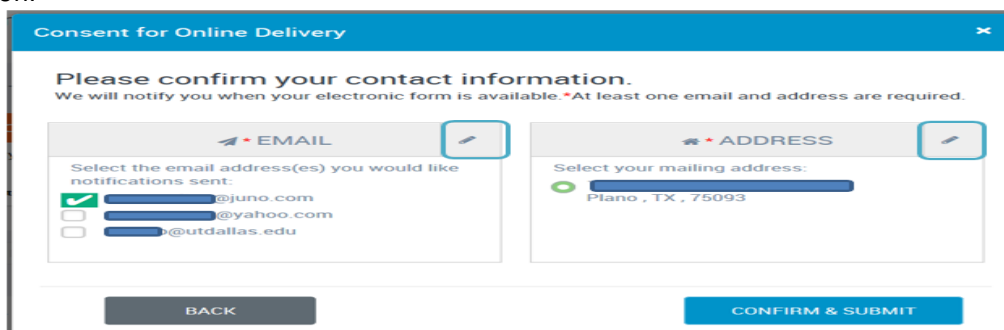 Consent for Online Delivery ×
Please confirm your contact information.
We will notify you when your electronic form is available.*At least one email and address are required.
* EMAIL
Select the email address(es) you would like
notifications sent:
@juno.com
@yahoo.com
@utdallas.edu
* ADDRESS
Select your mailing address:
Plano , TX , 75093
BACK
CONFIRM & SUBMIT